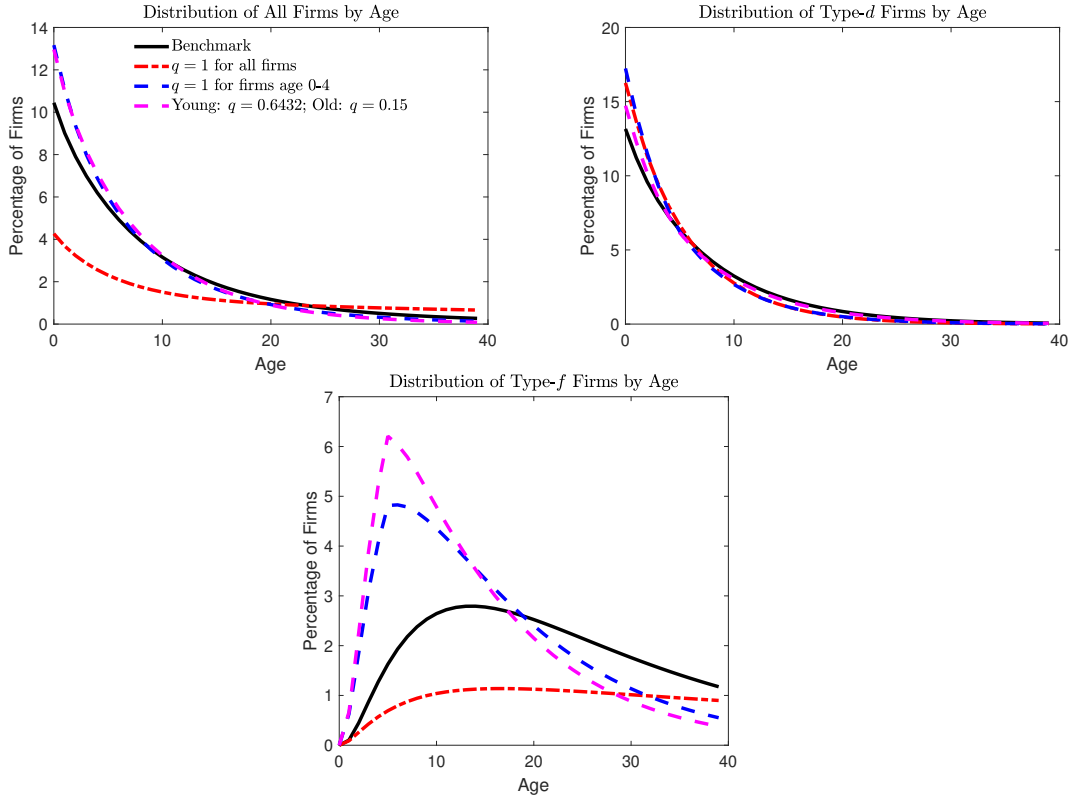 Distribution of All Firms by Age
Percentage of Firms
14
12
10
8
6
4
2
0
0 10 20 30 40
Age
Benchmark
q = 1 for all firms
q = 1 for firms age 0-4
Young: q = 0.6432; Old: q = 0.15
Distribution of Type-d Firms by Age
Percentage of Firms
20
15
10
5
0
0 10 20 30 40
Age
Distribution of Type-f Firms by Age
Percentage of Firms
7
6
5
4
3
2
1
0
0 10 20 30 40
Age